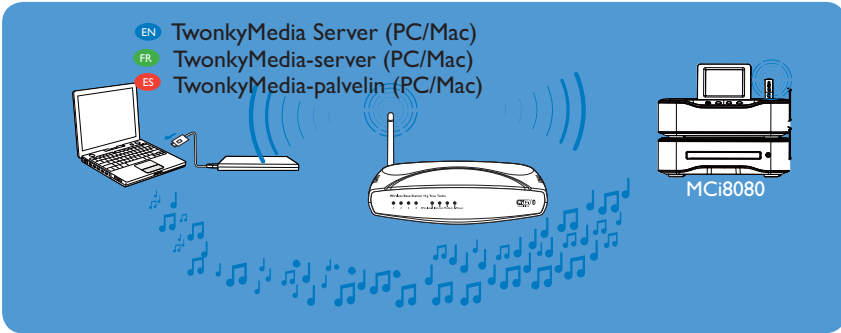 EN TwonkyMedia Server (PC/Mac)
FR TwonkyMedia-server (PC/Mac)
ES TwonkyMedia-palvelin (PC/Mac)
MCi8080